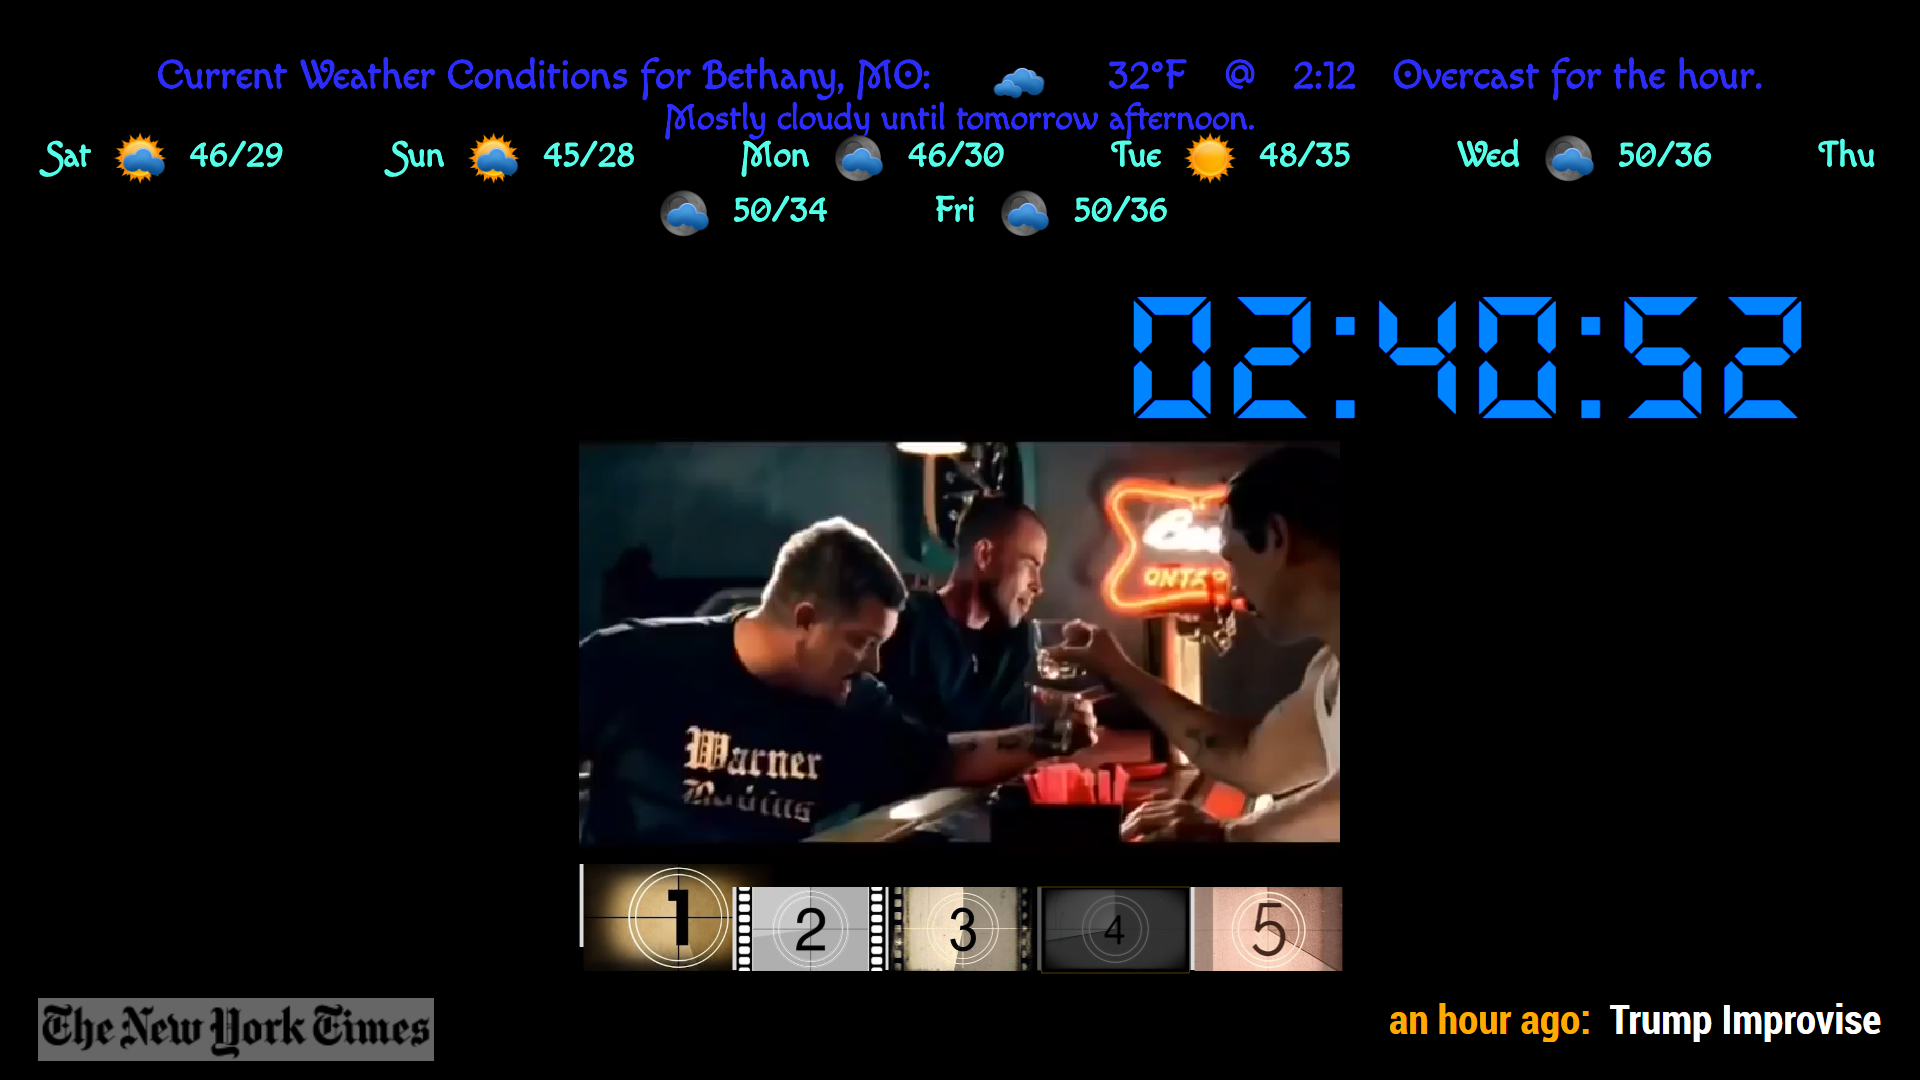 Current Weather Conditions for Bethany, MO: 32°F @ 2:12 Overcast for the hour.
Mostly cloudy until tomorrow afternoon.
Sat 46/29 Sun 45/28 Mon 46/30 Tue 48/35 Wed 50/36 Thu
50/34 Fri 50/36
02:40:52
Warner
1 2 3 4 5
The New York Times
an hour ago: Trump Improvise